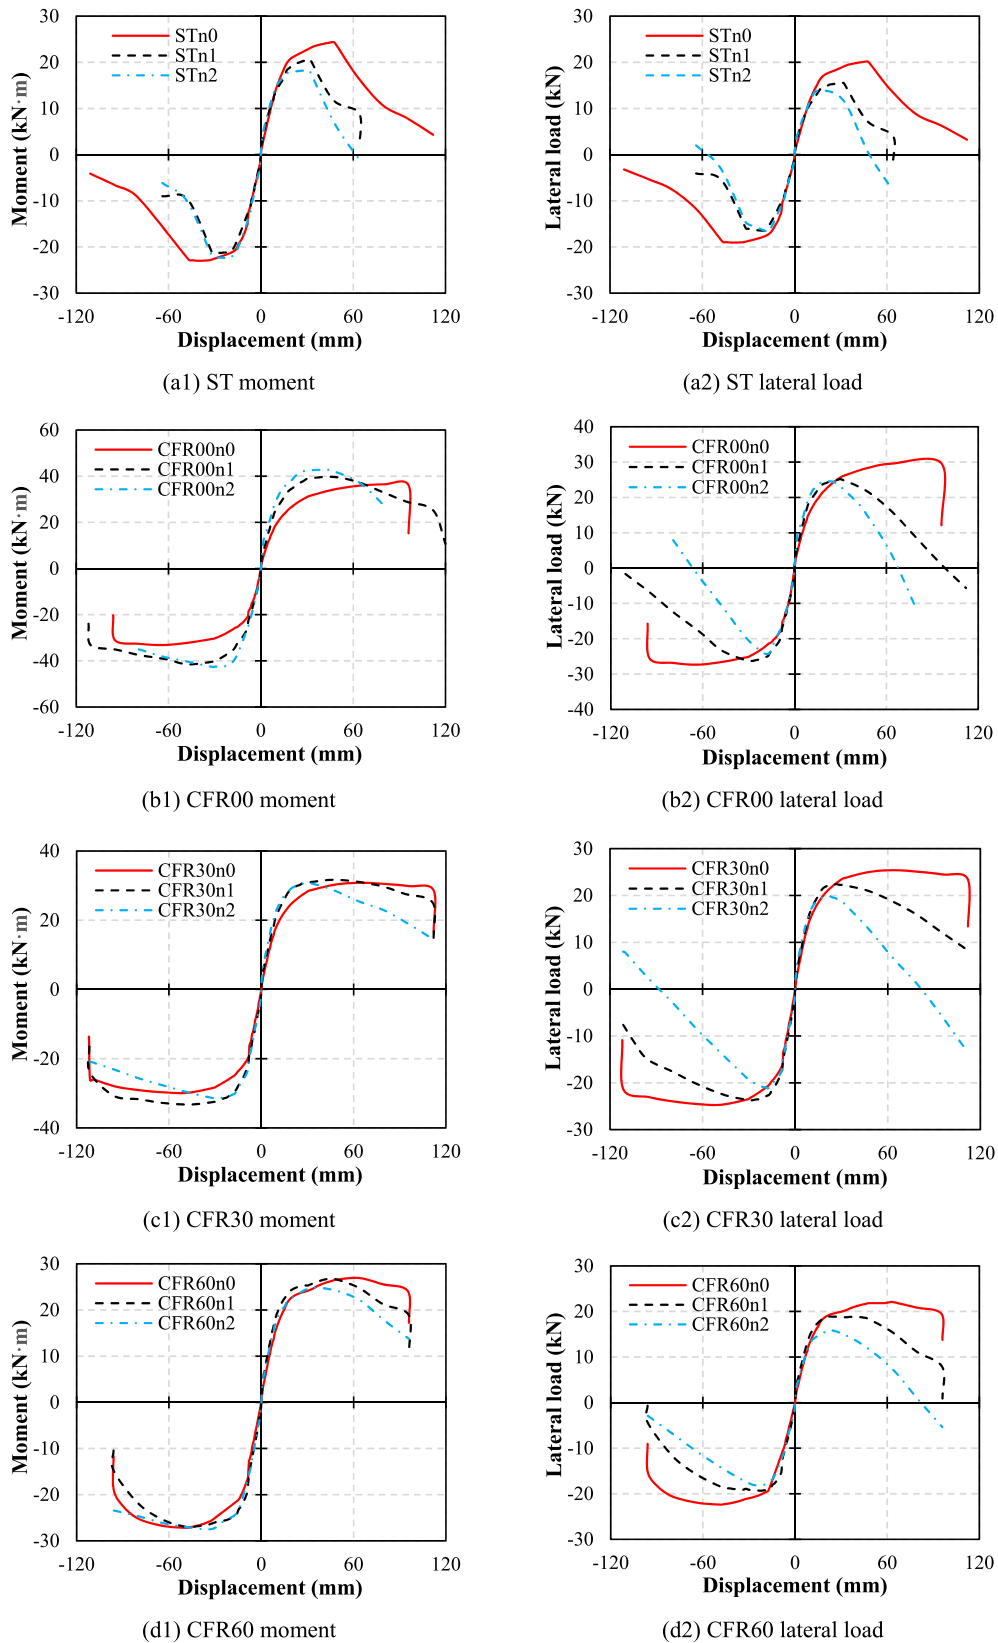 30
20
10
0
-10
-20
-30
Moment (kN·m)
STn0
STn1
STn2
-120 -60 0 60 120
Displacement (mm)
(a1) ST moment
30
20
10
0
-10
-20
-30
Lateral load (kN)
STn0
STn1
STn2
-120 -60 0 60 120
Displacement (mm)
(a2) ST lateral load
60
40
20
0
-20
-40
-60
Moment (kN·m)
CFR00n0
CFR00n1
CFR00n2
-120 -60 0 60 120
Displacement (mm)
(b1) CFR00 moment
40
30
20
10
0
-10
-20
-30
-40
Lateral load (kN)
CFR00n0
CFR00n1
CFR00n2
-120 -60 0 60 120
Displacement (mm)
(b2) CFR00 lateral load
40
20
0
-20
-40
Moment (kN·m)
CFR30n0
CFR30n1
CFR30n2
-120 -60 0 60 120
Displacement (mm)
(c1) CFR30 moment
30
20
10
0
-10
-20
-30
Lateral load (kN)
CFR30n0
CFR30n1
CFR30n2
-120 -60 0 60 120
Displacement (mm)
(c2) CFR30 lateral load
30
20
10
0
-10
-20
-30
Moment (kN·m)
CFR60n0
CFR60n1
CFR60n2
-120 -60 0 60 120
Displacement (mm)
(d1) CFR60 moment
30
20
10
0
-10
-20
-30
Lateral load (kN)
CFR60n0
CFR60n1
CFR60n2
-120 -60 0 60 120
Displacement (mm)
(d2) CFR60 lateral load